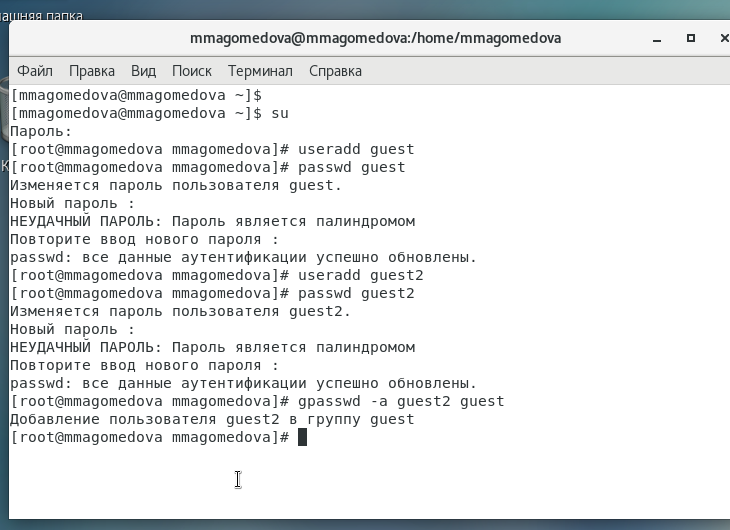 ашняя папка
mmagomedova@mmagomedova:/home/mmagomedova
Файл Правка Вид Поиск Терминал Справка
[mmagomedova@mmagomedova ~]$
[mmagomedova@mmagomedova ~]$ su
Пароль:
[root@mmagomedova mmagomedova]# useradd guest
[root@mmagomedova mmagomedova]# passwd guest
Изменяется пароль пользователя guest.
Новый пароль :
НЕУДАЧНЫЙ ПАРОЛЬ: Пароль является палиндромом
Повторите ввод нового пароля :
passwd: все данные аутентификации успешно обновлены.
[root@mmagomedova mmagomedova]# useradd guest2
[root@mmagomedova mmagomedova]# passwd guest2
Изменяется пароль пользователя guest2.
Новый пароль :
НЕУДАЧНЫЙ ПАРОЛЬ: Пароль является палиндромом
Повторите ввод нового пароля :
passwd: все данные аутентификации успешно обновлены.
[root@mmagomedova mmagomedova]# gpasswd -a guest2 guest
Добавление пользователя guest2 в группу guest
[root@mmagomedova mmagomedova]#